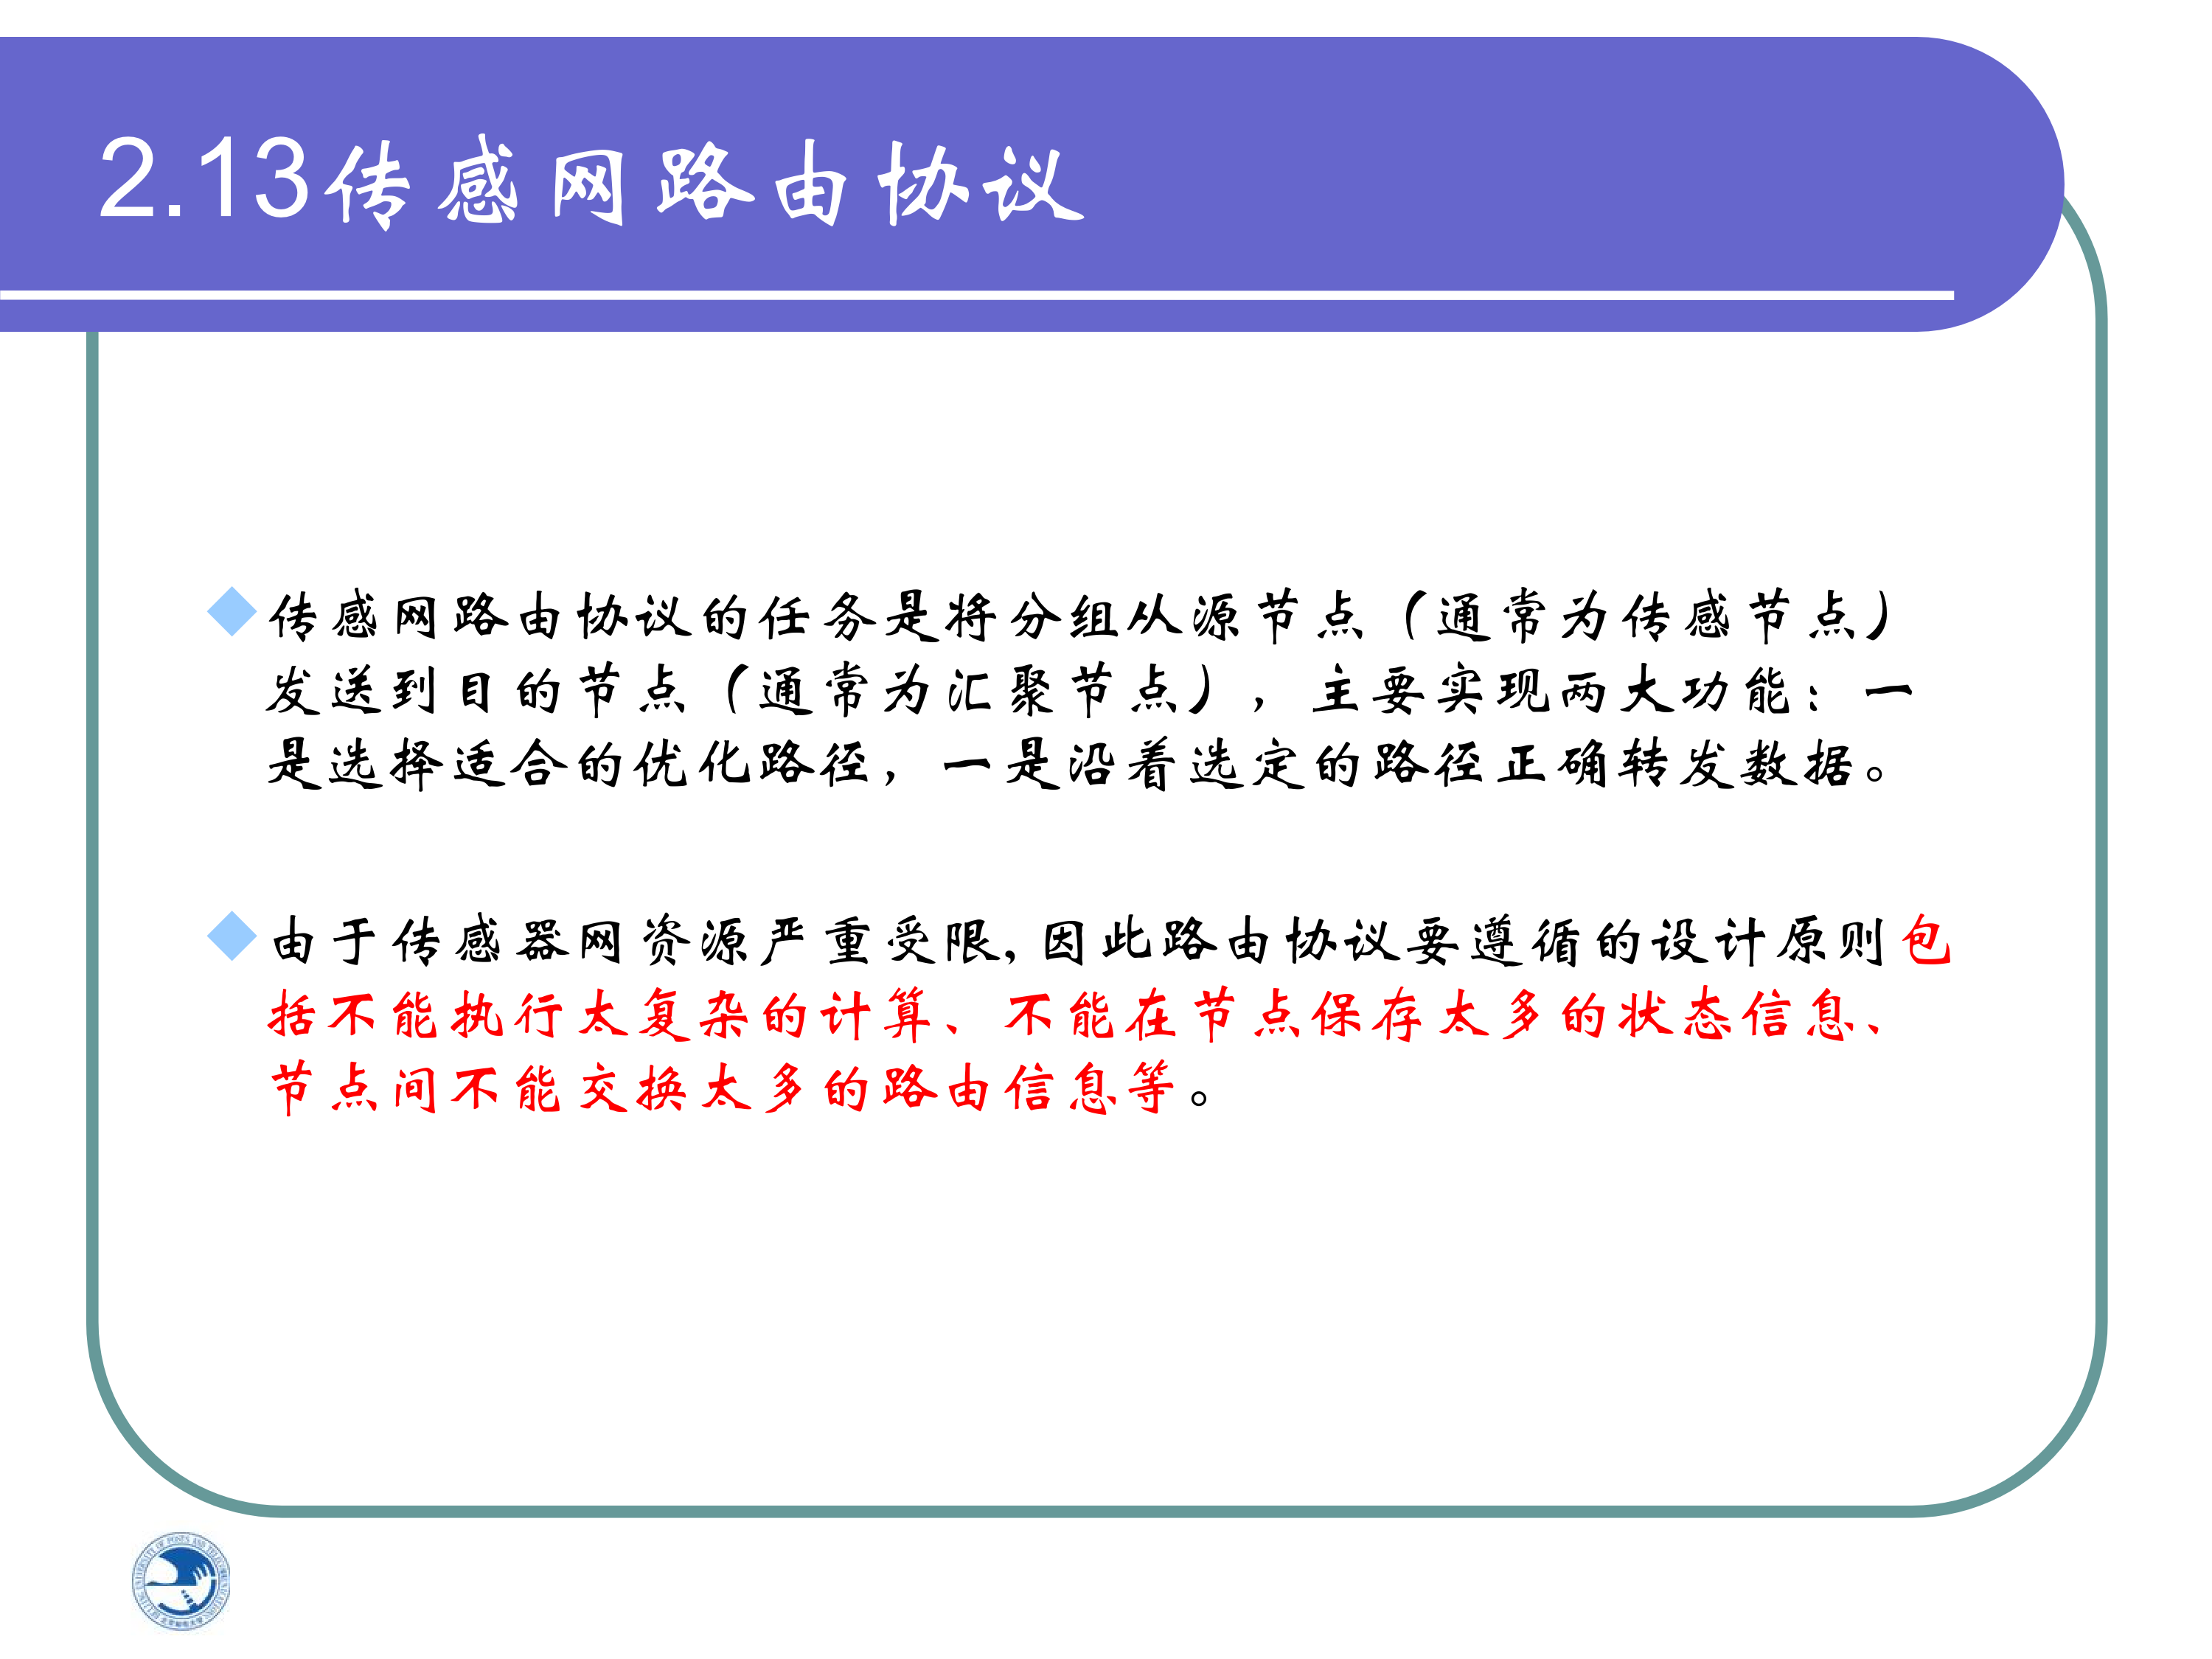 2.13传感网路由协议
传感网路由协议的任务是将分组从源节点（通常为传感节点）
发送到目的节点（通常为汇聚节点），主要实现两大功能：一
是选择适合的优化路径，一是沿着选定的路径正确转发数据。
由于传感器网资源严重受限,因此路由协议要遵循的设计原则包
括不能执行太复杂的计算、不能在节点保存太多的状态信息、
节点间不能交换太多的路由信息等。